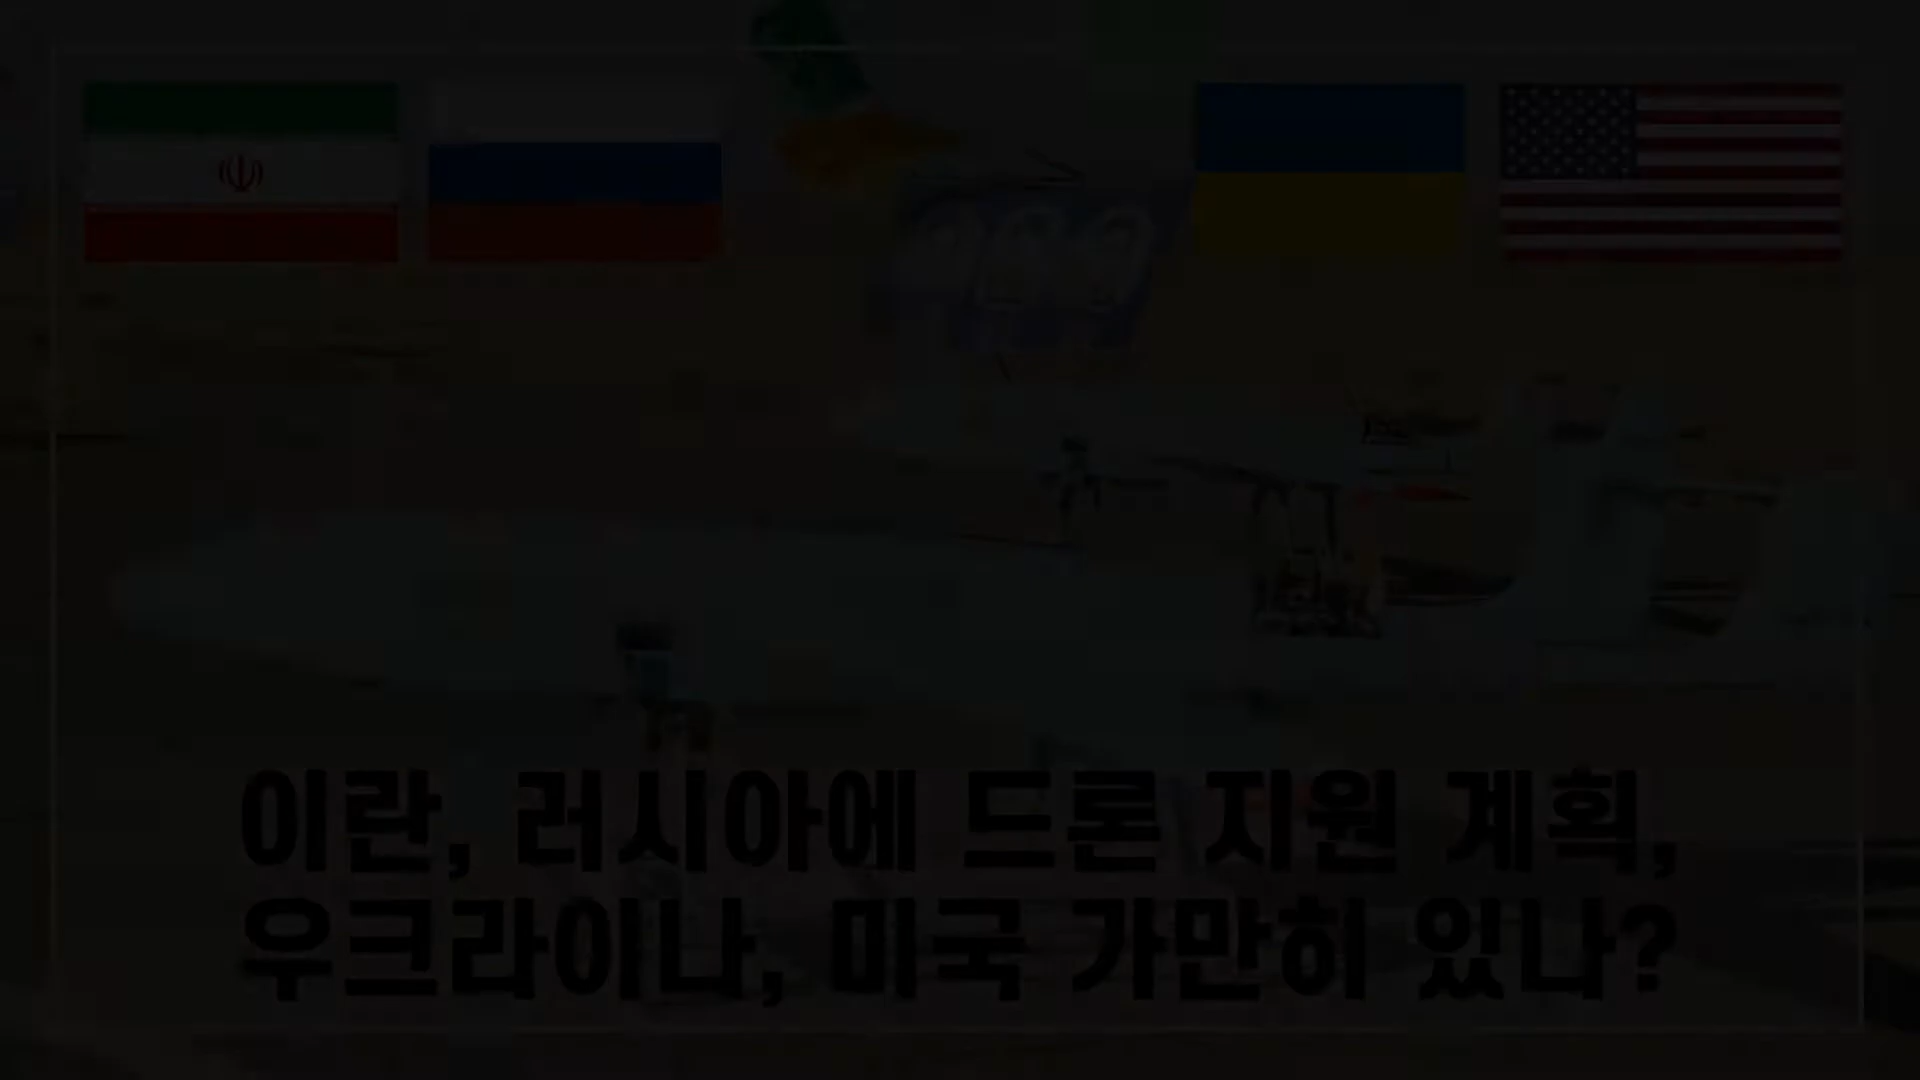 이란, 러시아에 드론 지원 계획,
우크라이나, 미국 가만히 있나?